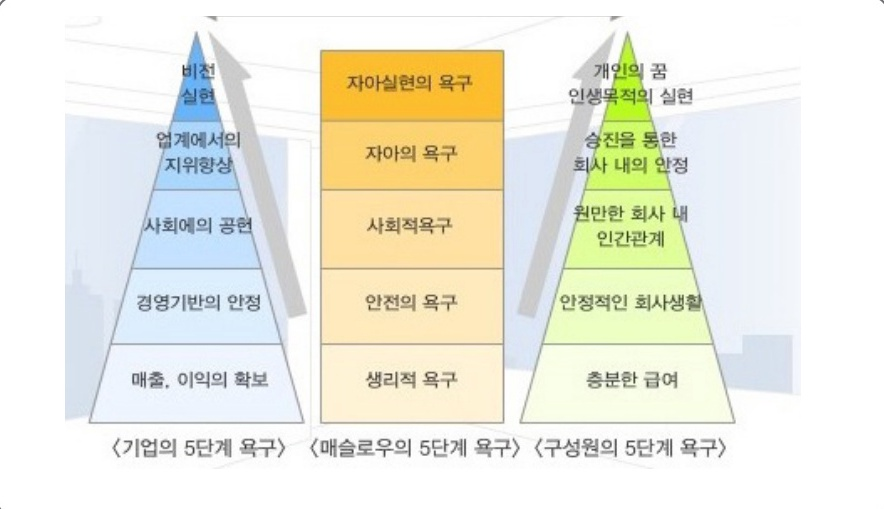 비전
실현
업계에서의
지위향상
사회에의 공헌
경영기반의 안정
매출, 이익의 확보
〈기업의 5단계 욕구〉
자아실현의 욕구
자아의 욕구
사회적욕구
안전의 욕구
생리적 욕구
〈매슬로우의 5단계 욕구〉
개인의 꿈
인생목적의 실현
승진을 통한
회사 내의 안정
원만한 회사 내
인간관계
안정적인 회사생활
충분한 급여
〈구성원의 5단계 욕구〉